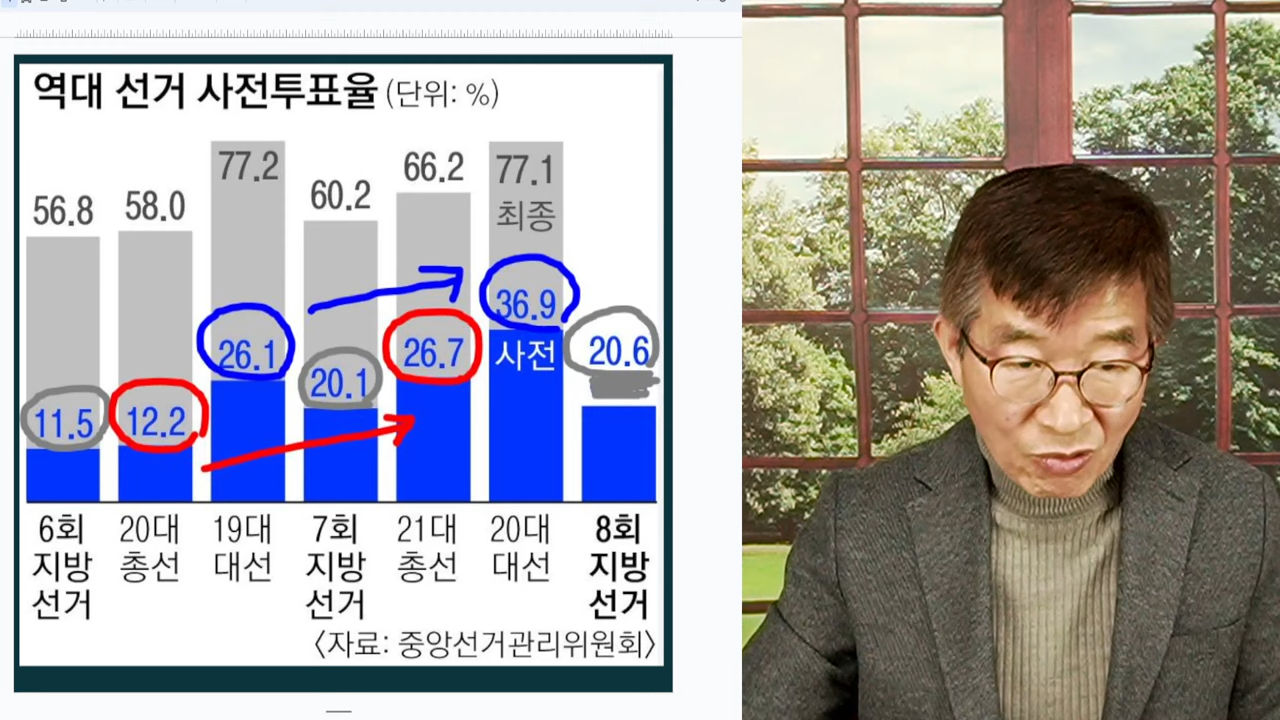 역대 선거 사전투표율 (단위: %)
56.8 58.0 77.2 60.2 66.2 77.1
최종
11.5 12.2 26.1 20.1 26.7 36.9 20.6
사전
6회 20대 19대 7회 21대 20대 8회
지방 총선 대선 지방 총선 대선 지방
선거 선거 선거
〈자료: 중앙선거관리위원회〉